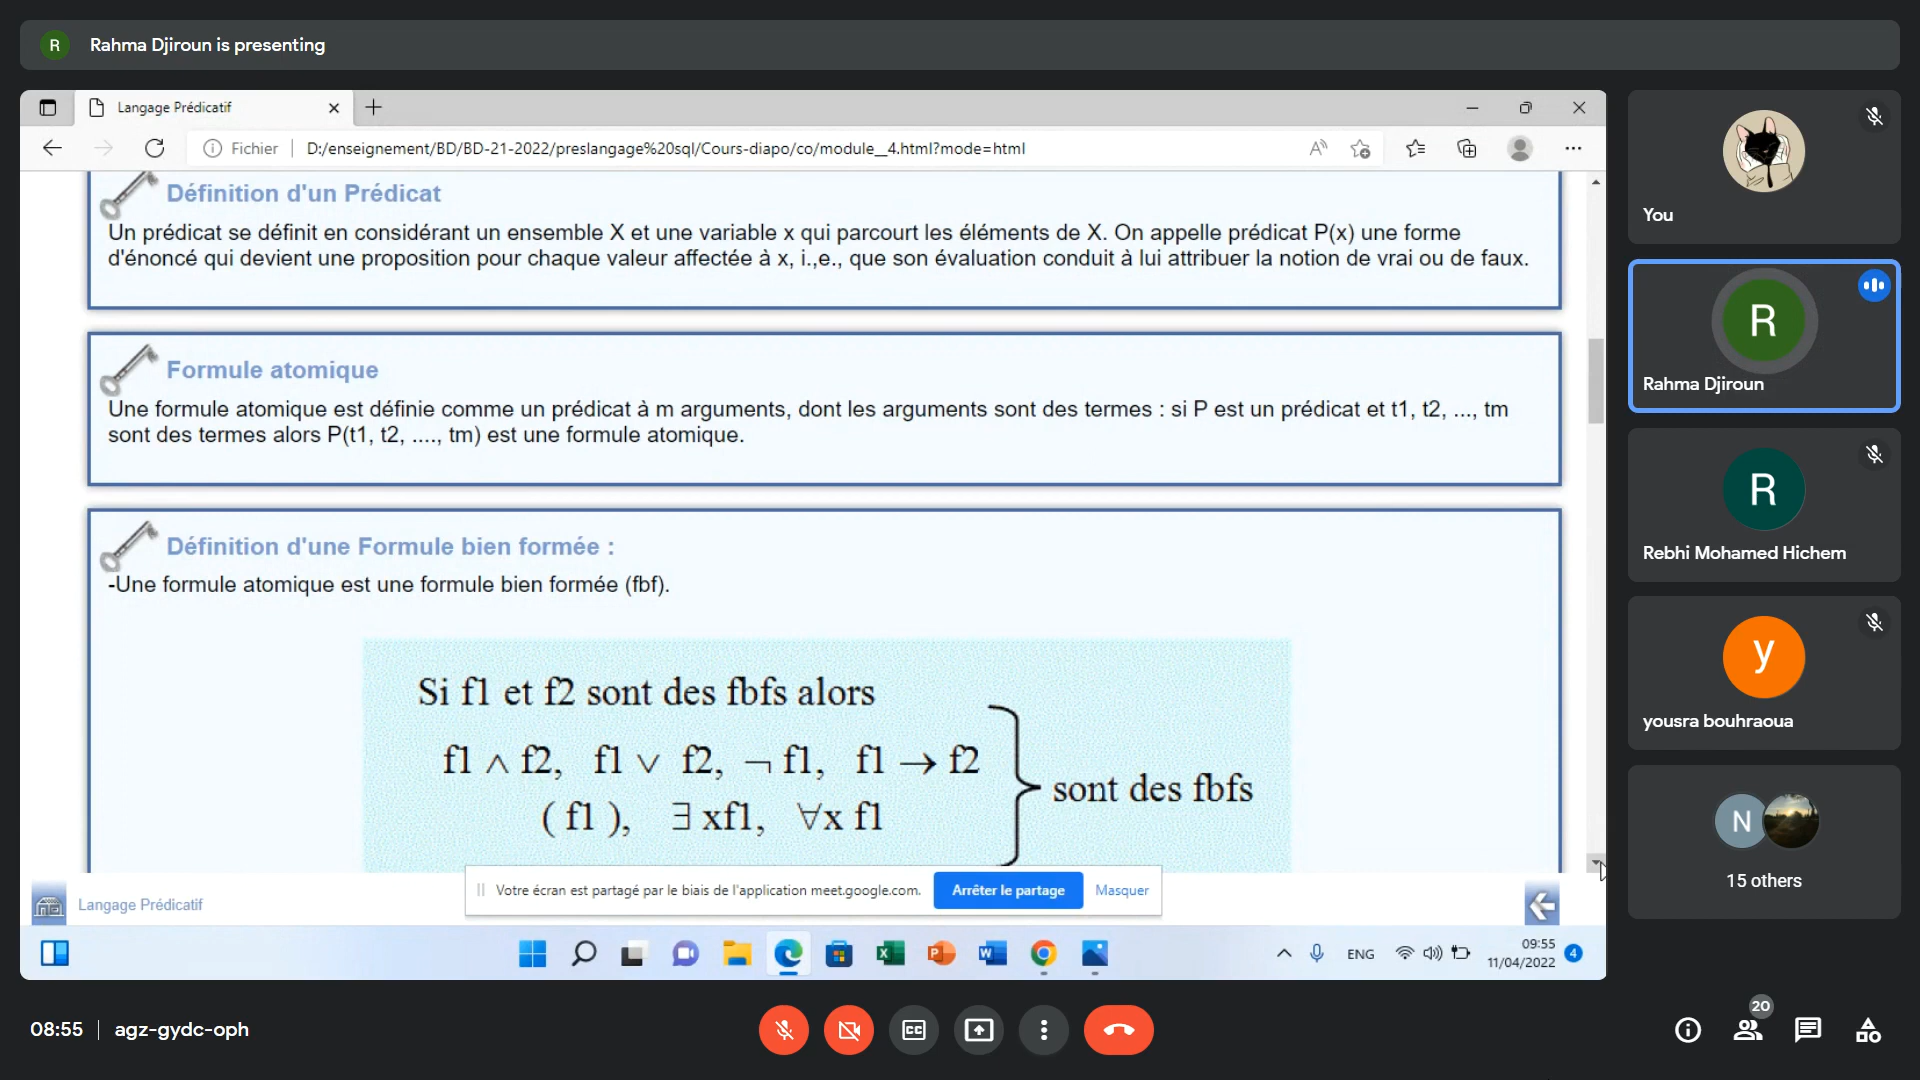 R
Rahma Djiroun is presenting
Langage Prédicatif
Fichier
D:/enseignement/BD/BD-21-2022/preslangage%20sql/Cours-diapo/co/module__4.html?mode=html
Définition d'un Prédicat
Un prédicat se définit en considérant un ensemble X et une variable x qui parcourt les éléments de X. On appelle prédicat P(x) une forme
d'énoncé qui devient une proposition pour chaque valeur affectée à x, i.,e., que son évaluation conduit à lui attribuer la notion de vrai ou de faux.
Formule atomique
Une formule atomique est définie comme un prédicat à m arguments, dont les arguments sont des termes : si P est un prédicat et t1, t2, ..., tm
sont des termes alors P(t1, t2, ...., tm) est une formule atomique.
Définition d'une Formule bien formée :
-Une formule atomique est une formule bien formée (fbf).
Si f1 et f2 sont des fbfs alors
f1 ∧ f2, f1 ∨ f2, ¬ f1, f1 → f2
( f1 ), ∃ xf1, ∀x f1
sont des fbfs
Votre écran est partagé par le biais de l'application meet.google.com.
Arrêter le partage
Masquer
Langage Prédicatif
ENG
09:55
11/04/2022
4
You
R
Rahma Djiroun
R
Rebhi Mohamed Hichem
y
yousra bouhraoua
N
15 others
08:55
agz-gydc-oph
CC
20